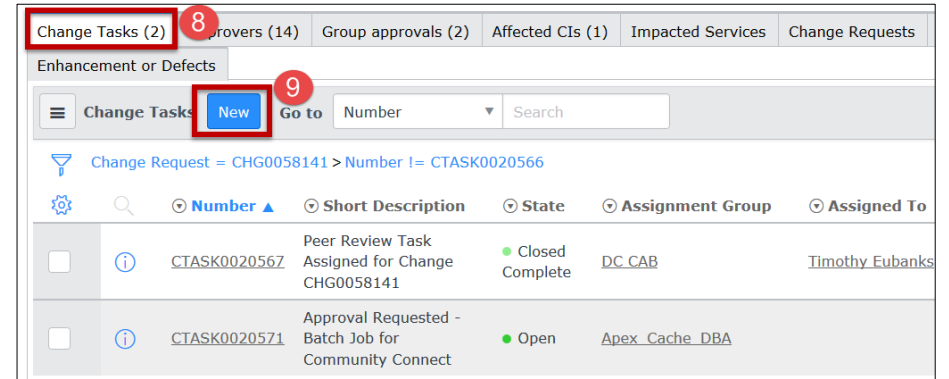 Change Tasks (2) 8 rovers (14) Group approvals (2) Affected CIs (1) Impacted Services Change Requests
Enhancement or Defects
9
Change Tasks New Go to Number Search
Change Request = CHG0058141 > Number != CTASK0020566
Number ▲ Short Description State Assignment Group Assigned To
Peer Review Task
Assigned for Change
CHG0058141
CTASK0020567
Closed
Complete
DC CAB
Timothy Eubanks
Approval Requested -
Batch Job for
Community Connect
CTASK0020571
Open
Apex_Cache_DBA